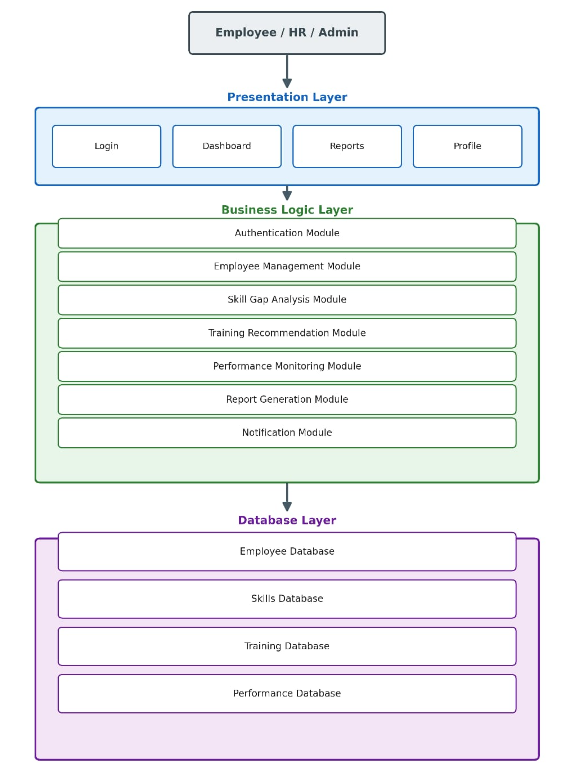 Employee / HR / Admin
Presentation Layer
Login
Dashboard
Reports
Profile
Business Logic Layer
Authentication Module
Employee Management Module
Skill Gap Analysis Module
Training Recommendation Module
Performance Monitoring Module
Report Generation Module
Notification Module
Database Layer
Employee Database
Skills Database
Training Database
Performance Database